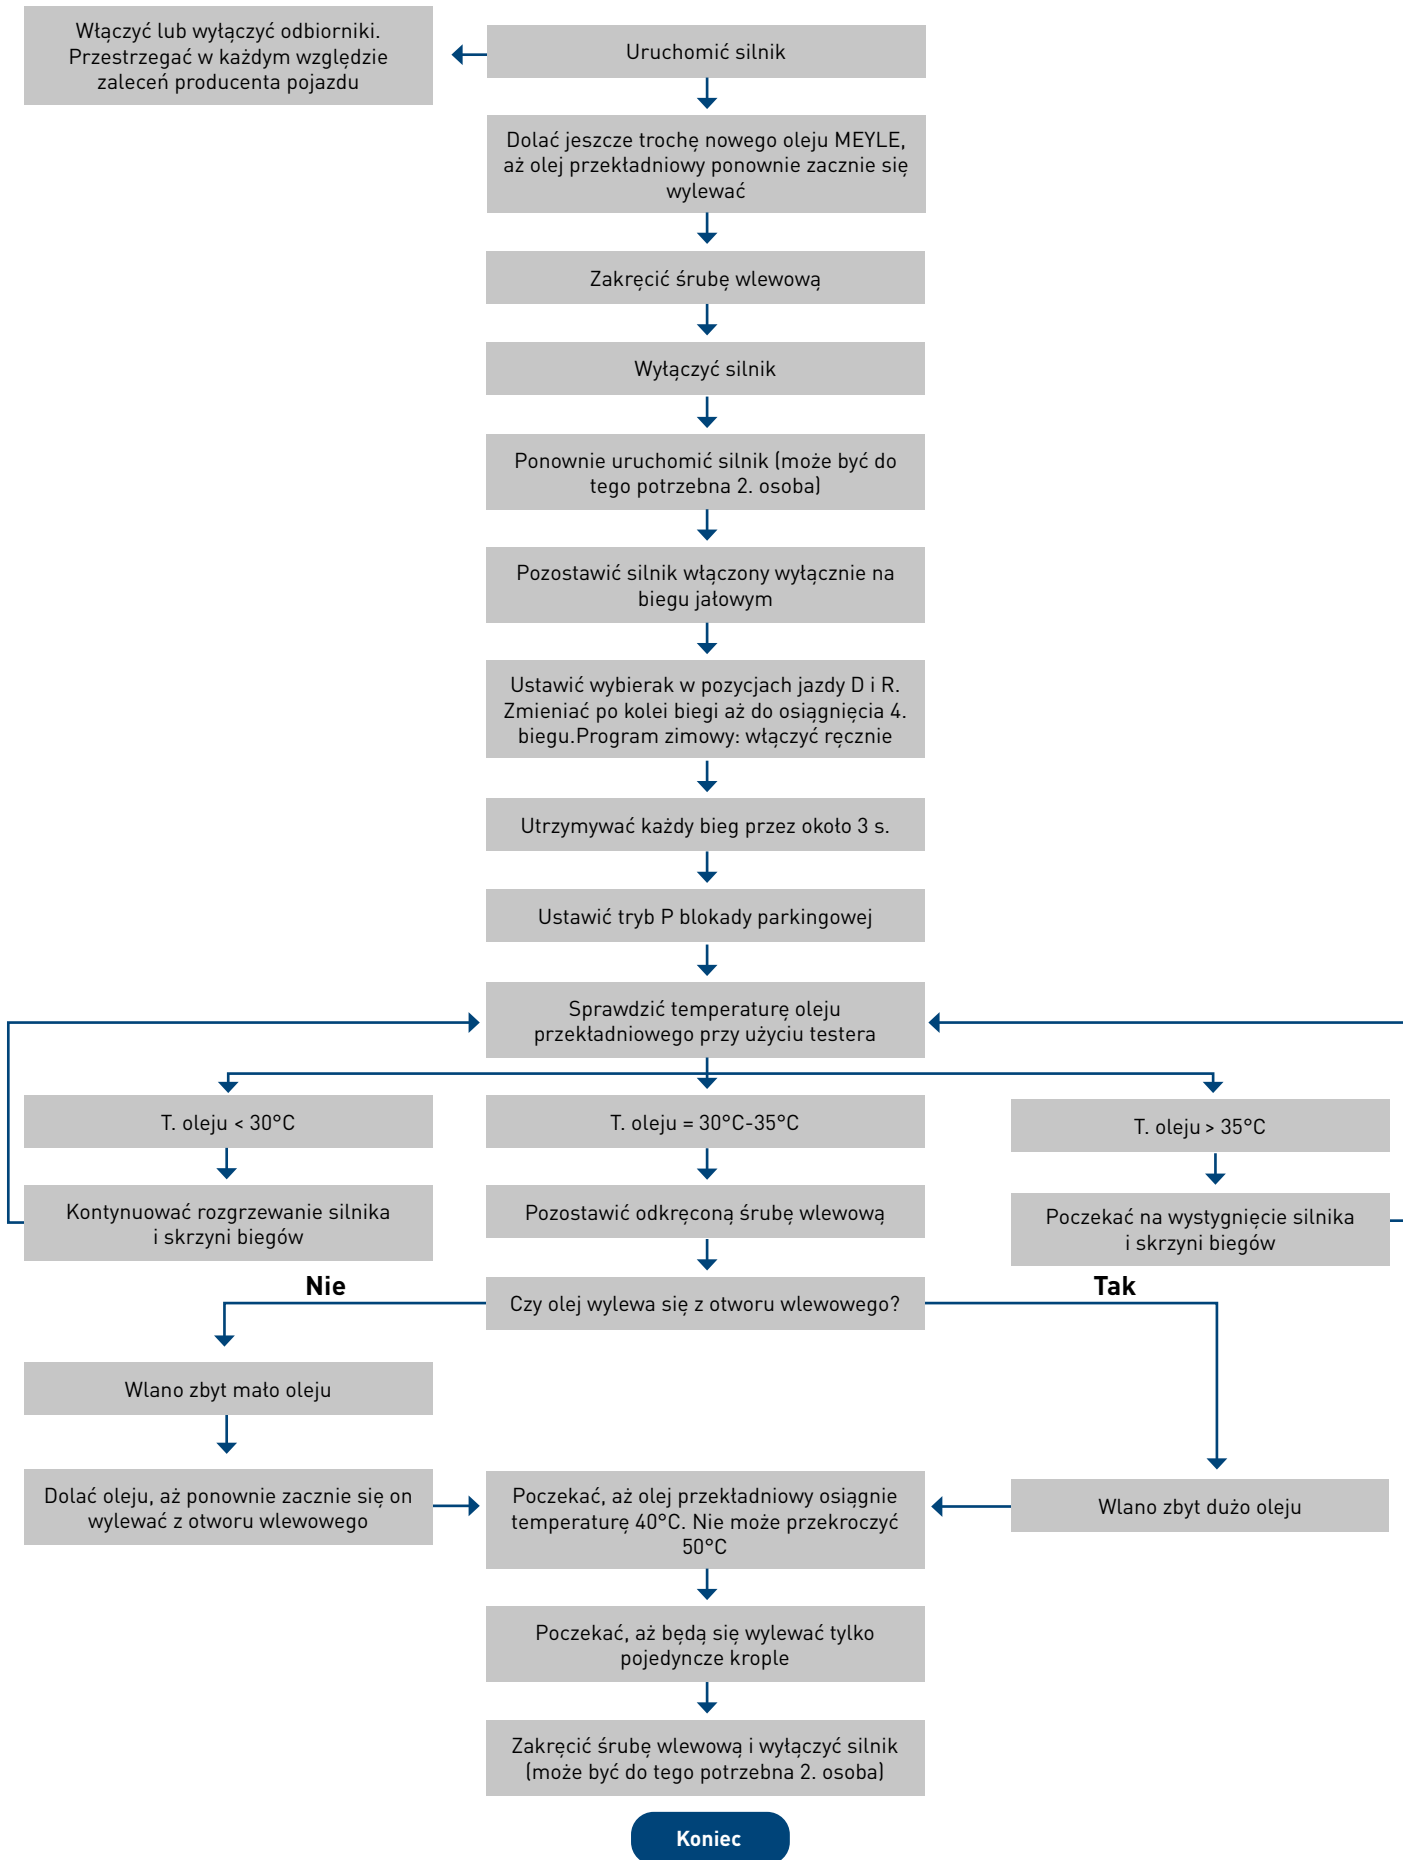 Włączyć lub wyłączyć odbiorniki.
Przestrzegać w każdym względzie
zaleceń producenta pojazdu
Uruchomić silnik
Dolać jeszcze trochę nowego oleju MEYLE,
aż olej przekładniowy ponownie zacznie się
wylewać
Zakręcić śrubę wlewową
Wyłączyć silnik
Ponownie uruchomić silnik (może być do
tego potrzebna 2. osoba)
Pozostawić silnik włączony wyłącznie na
biegu jałowym
Ustawić wybierak w pozycjach jazdy D i R.
Zmieniać po kolei biegi aż do osiągnięcia 4.
biegu.Program zimowy: włączyć ręcznie
Utrzymywać każdy bieg przez około 3 s.
Ustawić tryb P blokady parkingowej
Sprawdzić temperaturę oleju
przekładniowego przy użyciu testera
T. oleju < 30°C
T. oleju = 30°C-35°C
T. oleju > 35°C
Kontynuować rozgrzewanie silnika
i skrzyni biegów
Pozostawić odkręconą śrubę wlewową
Poczekać na wystygnięcie silnika
i skrzyni biegów
Nie
Czy olej wylewa się z otworu wlewowego?
Tak
Wlano zbyt mało oleju
Dolać oleju, aż ponownie zacznie się on
wylewać z otworu wlewowego
Poczekać, aż olej przekładniowy osiągnie
temperaturę 40°C. Nie może przekroczyć
50°C
Wlano zbyt dużo oleju
Poczekać, aż będą się wylewać tylko
pojedyncze krople
Zakręcić śrubę wlewową i wyłączyć silnik
(może być do tego potrzebna 2. osoba)
Koniec